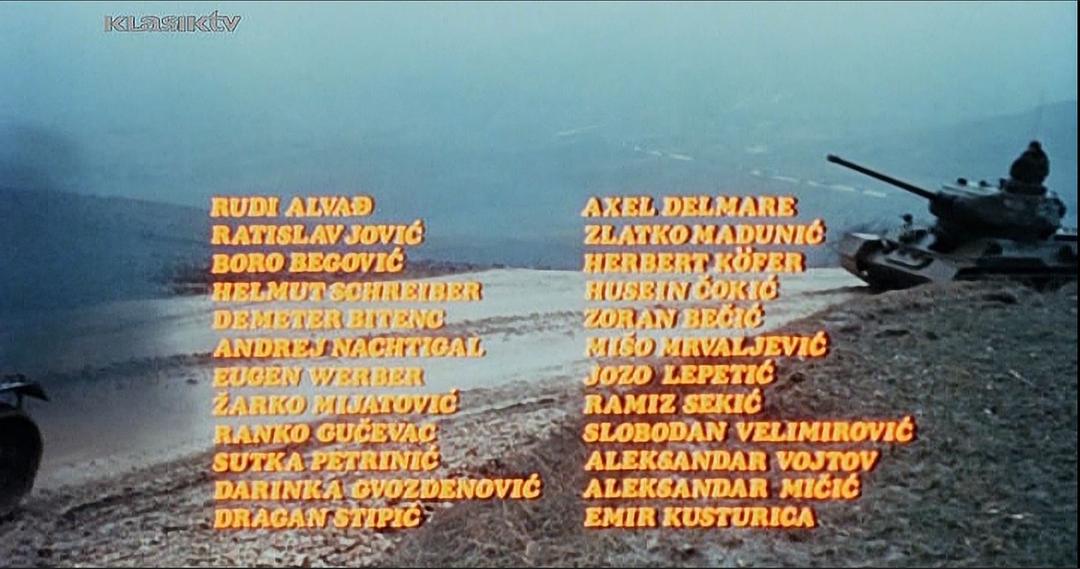 klasiktv
RUDI ALVAĐ
RATISLAV JOVIĆ
BORO BEGOVIĆ
HELMUT SCHREIBER
DEMETER BITENC
ANDREJ NACHTIGAL
EUGEN WERBER
ŽARKO MIJATOVIĆ
RANKO GUČEVAC
SUTKA PETRINIĆ
DARINKA GVOZDENOVIĆ
DRAGAN STIPIĆ
AXEL DELMARE
ZLATKO MADUNIĆ
HERBERT KÖFER
HUSEIN ČOKIĆ
ZORAN BEČIĆ
MIŠO MRVALJEVIĆ
JOZO LEPETIĆ
RAMIZ SEKIĆ
SLOBODAN VELIMIROVIĆ
ALEKSANDAR VOJTOV
ALEKSANDAR MIČIĆ
EMIR KUSTURICA